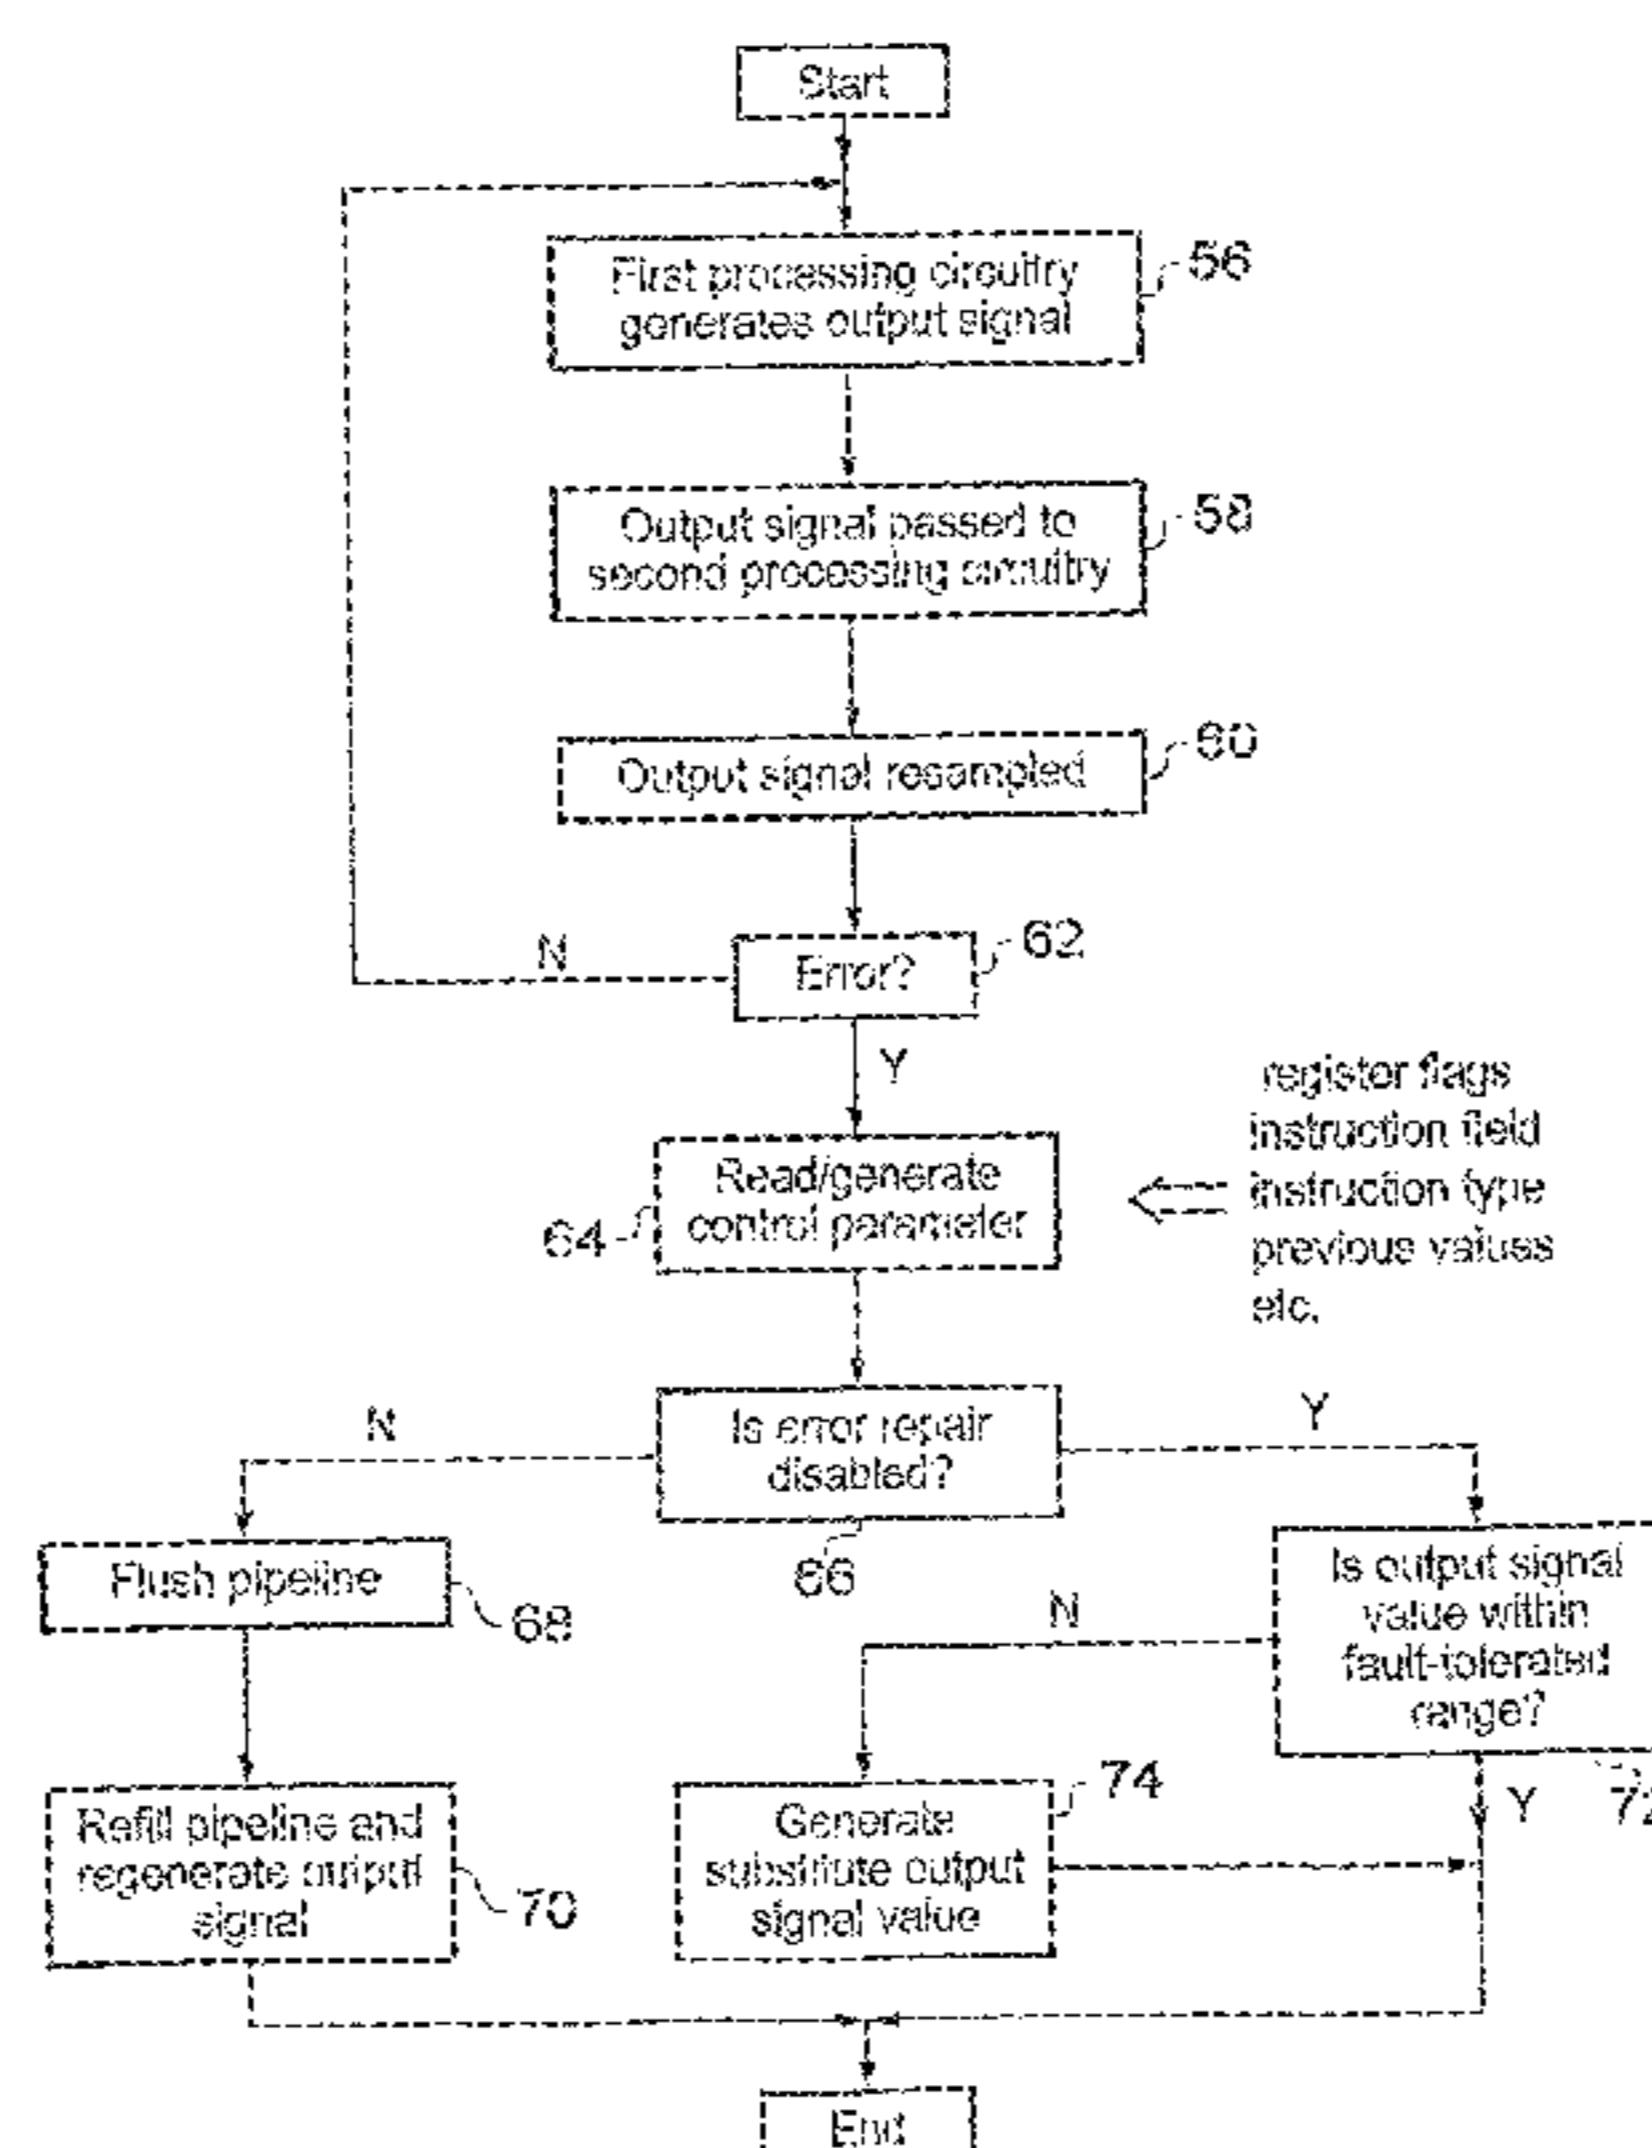 Start
First processing circuitry
generates output signal
56
Output signal passed to
second processing circuitry
58
Output signal resampled
60
Error?
62
N
Y
Read/generate
control parameter
64
register flags
instruction field
instruction type
previous values
etc.
Is error repair
disabled?
66
N
Y
Flush pipeline
68
Is output signal
value within
fault-tolerated
range?
72
N
Y
Refill pipeline and
regenerate output
signal
70
Generate
substitute output
signal value
74
End